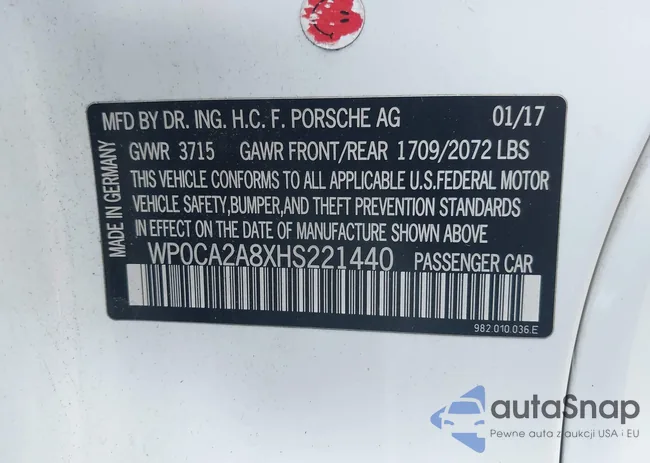 MFD BY DR. ING. H.C. F. PORSCHE AG 01/17
GVWR 3715 GAWR FRONT/REAR 1709/2072 LBS
THIS VEHICLE CONFORMS TO ALL APPLICABLE U.S.FEDERAL MOTOR
VEHICLE SAFETY,BUMPER,AND THEFT PREVENTION STANDARDS
IN EFFECT ON THE DATE OF MANUFACTURE SHOWN ABOVE
WP0CA2A8XHS221440 PASSENGER CAR
MADE IN GERMANY
982.010.036.E
autoSnap
Pewne auta z aukcji USA i EU